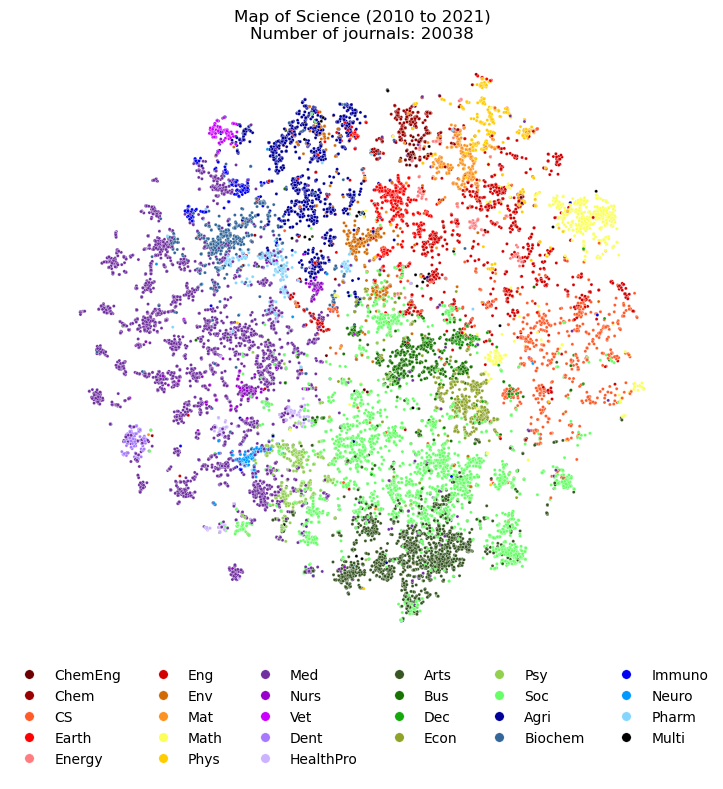 Map of Science (2010 to 2021)
Number of journals: 20038
ChemEng Eng Med Arts Psy Immuno
Chem Env Nurs Bus Soc Neuro
CS Mat Vet Dec Agri Pharm
Earth Math Dent Econ Biochem Multi
Energy Phys HealthPro